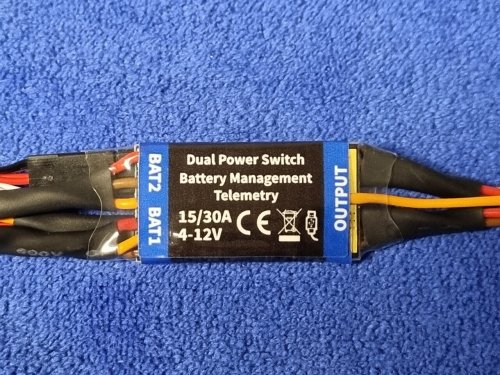 Dual Power Switch
Battery Management
Telemetry
15/30A CE
4-12V
BAT2
BAT1
OUTPUT